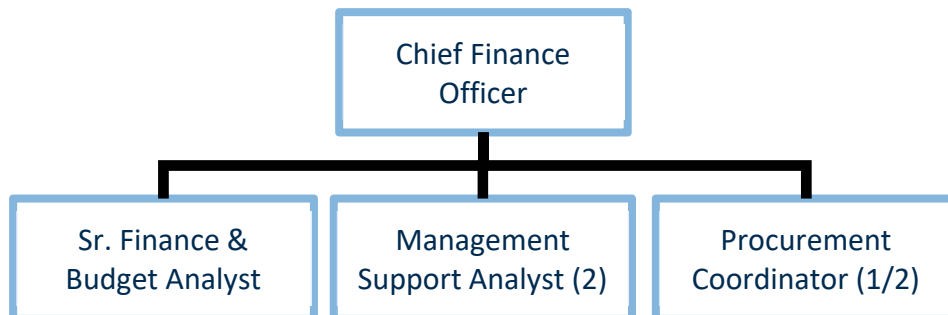 Chief Finance
Officer
Sr. Finance &
Budget Analyst
Management
Support Analyst (2)
Procurement
Coordinator (1/2)